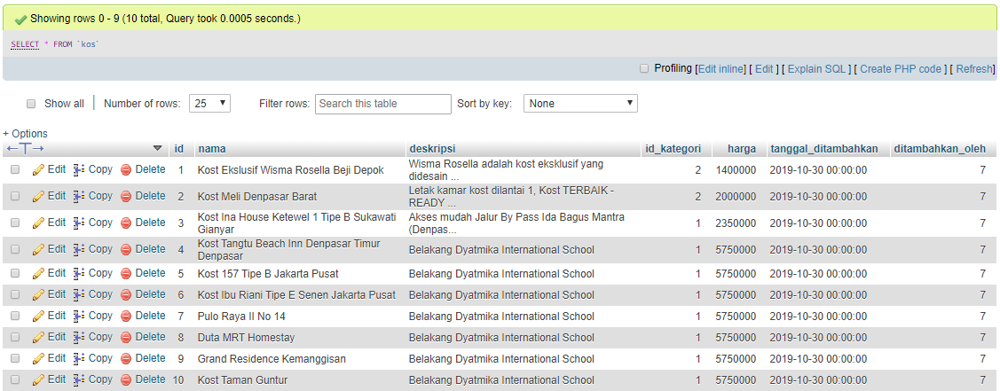 Showing rows 0 - 9 (10 total, Query took 0.0005 seconds.)
SELECT * FROM `kos`
Profiling [Edit inline] [ Edit ] [ Explain SQL ] [ Create PHP code ] [ Refresh]
Show all Number of rows: 25 Filter rows: Search this table Sort by key: None
+ Options
←T→ id nama deskripsi id_kategori harga tanggal_ditambahkan ditambahkan_oleh
Edit Copy Delete 1 Kost Ekslusif Wisma Rosella Beji Depok Wisma Rosella adalah kost eksklusif yang
didesain ... 2 1400000 2019-10-30 00:00:00 7
Edit Copy Delete 2 Kost Meli Denpasar Barat Letak kamar kost dilantai 1, Kost TERBAIK -
READY ... 2 2000000 2019-10-30 00:00:00 7
Edit Copy Delete 3 Kost Ina House Ketewel 1 Tipe B Sukawati
Gianyar Akses mudah Jalur By Pass Ida Bagus Mantra
(Denpas... 1 2350000 2019-10-30 00:00:00 7
Edit Copy Delete 4 Kost Tangtu Beach Inn Denpasar Timur
Denpasar Belakang Dyatmika International School 1 5750000 2019-10-30 00:00:00 7
Edit Copy Delete 5 Kost 157 Tipe B Jakarta Pusat Belakang Dyatmika International School 1 5750000 2019-10-30 00:00:00 7
Edit Copy Delete 6 Kost Ibu Riani Tipe E Senen Jakarta Pusat Belakang Dyatmika International School 1 5750000 2019-10-30 00:00:00 7
Edit Copy Delete 7 Pulo Raya II No 14 Belakang Dyatmika International School 1 5750000 2019-10-30 00:00:00 7
Edit Copy Delete 8 Duta MRT Homestay Belakang Dyatmika International School 1 5750000 2019-10-30 00:00:00 7
Edit Copy Delete 9 Grand Residence Kemanggisan Belakang Dyatmika International School 1 5750000 2019-10-30 00:00:00 7
Edit Copy Delete 10 Kost Taman Guntur Belakang Dyatmika International School 1 5750000 2019-10-30 00:00:00 7